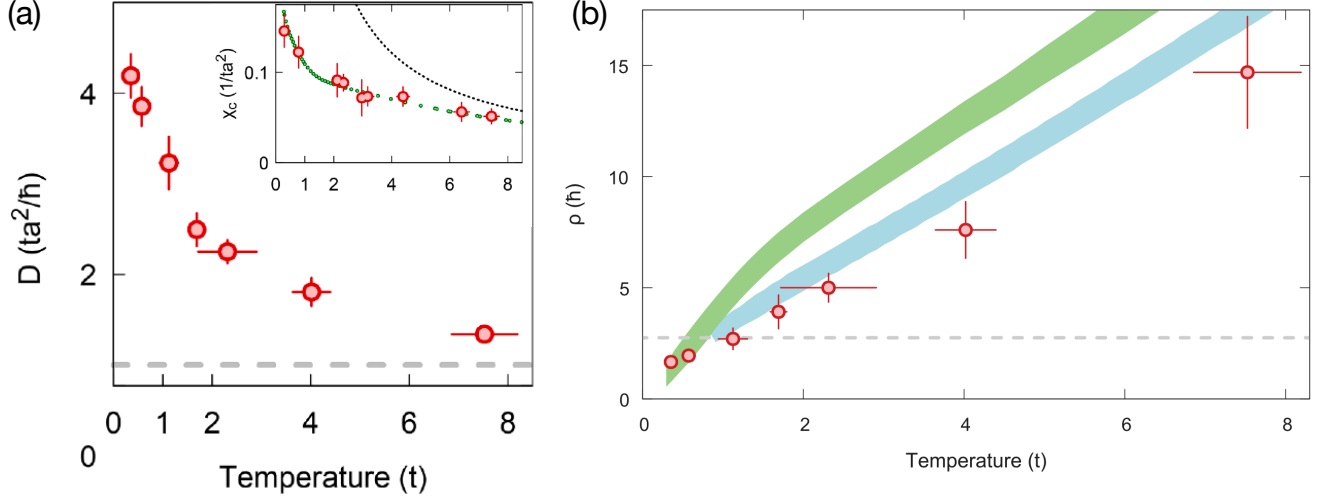 (a)
D (ta²/ħ)
4
2
0
0 1 2 4 6 8
Temperature (t)
χc (1/ta²)
0.1
0
0 1 2 4 6 8
(b)
ρ (ħ)
15
10
5
0
0 2 4 6 8
Temperature (t)